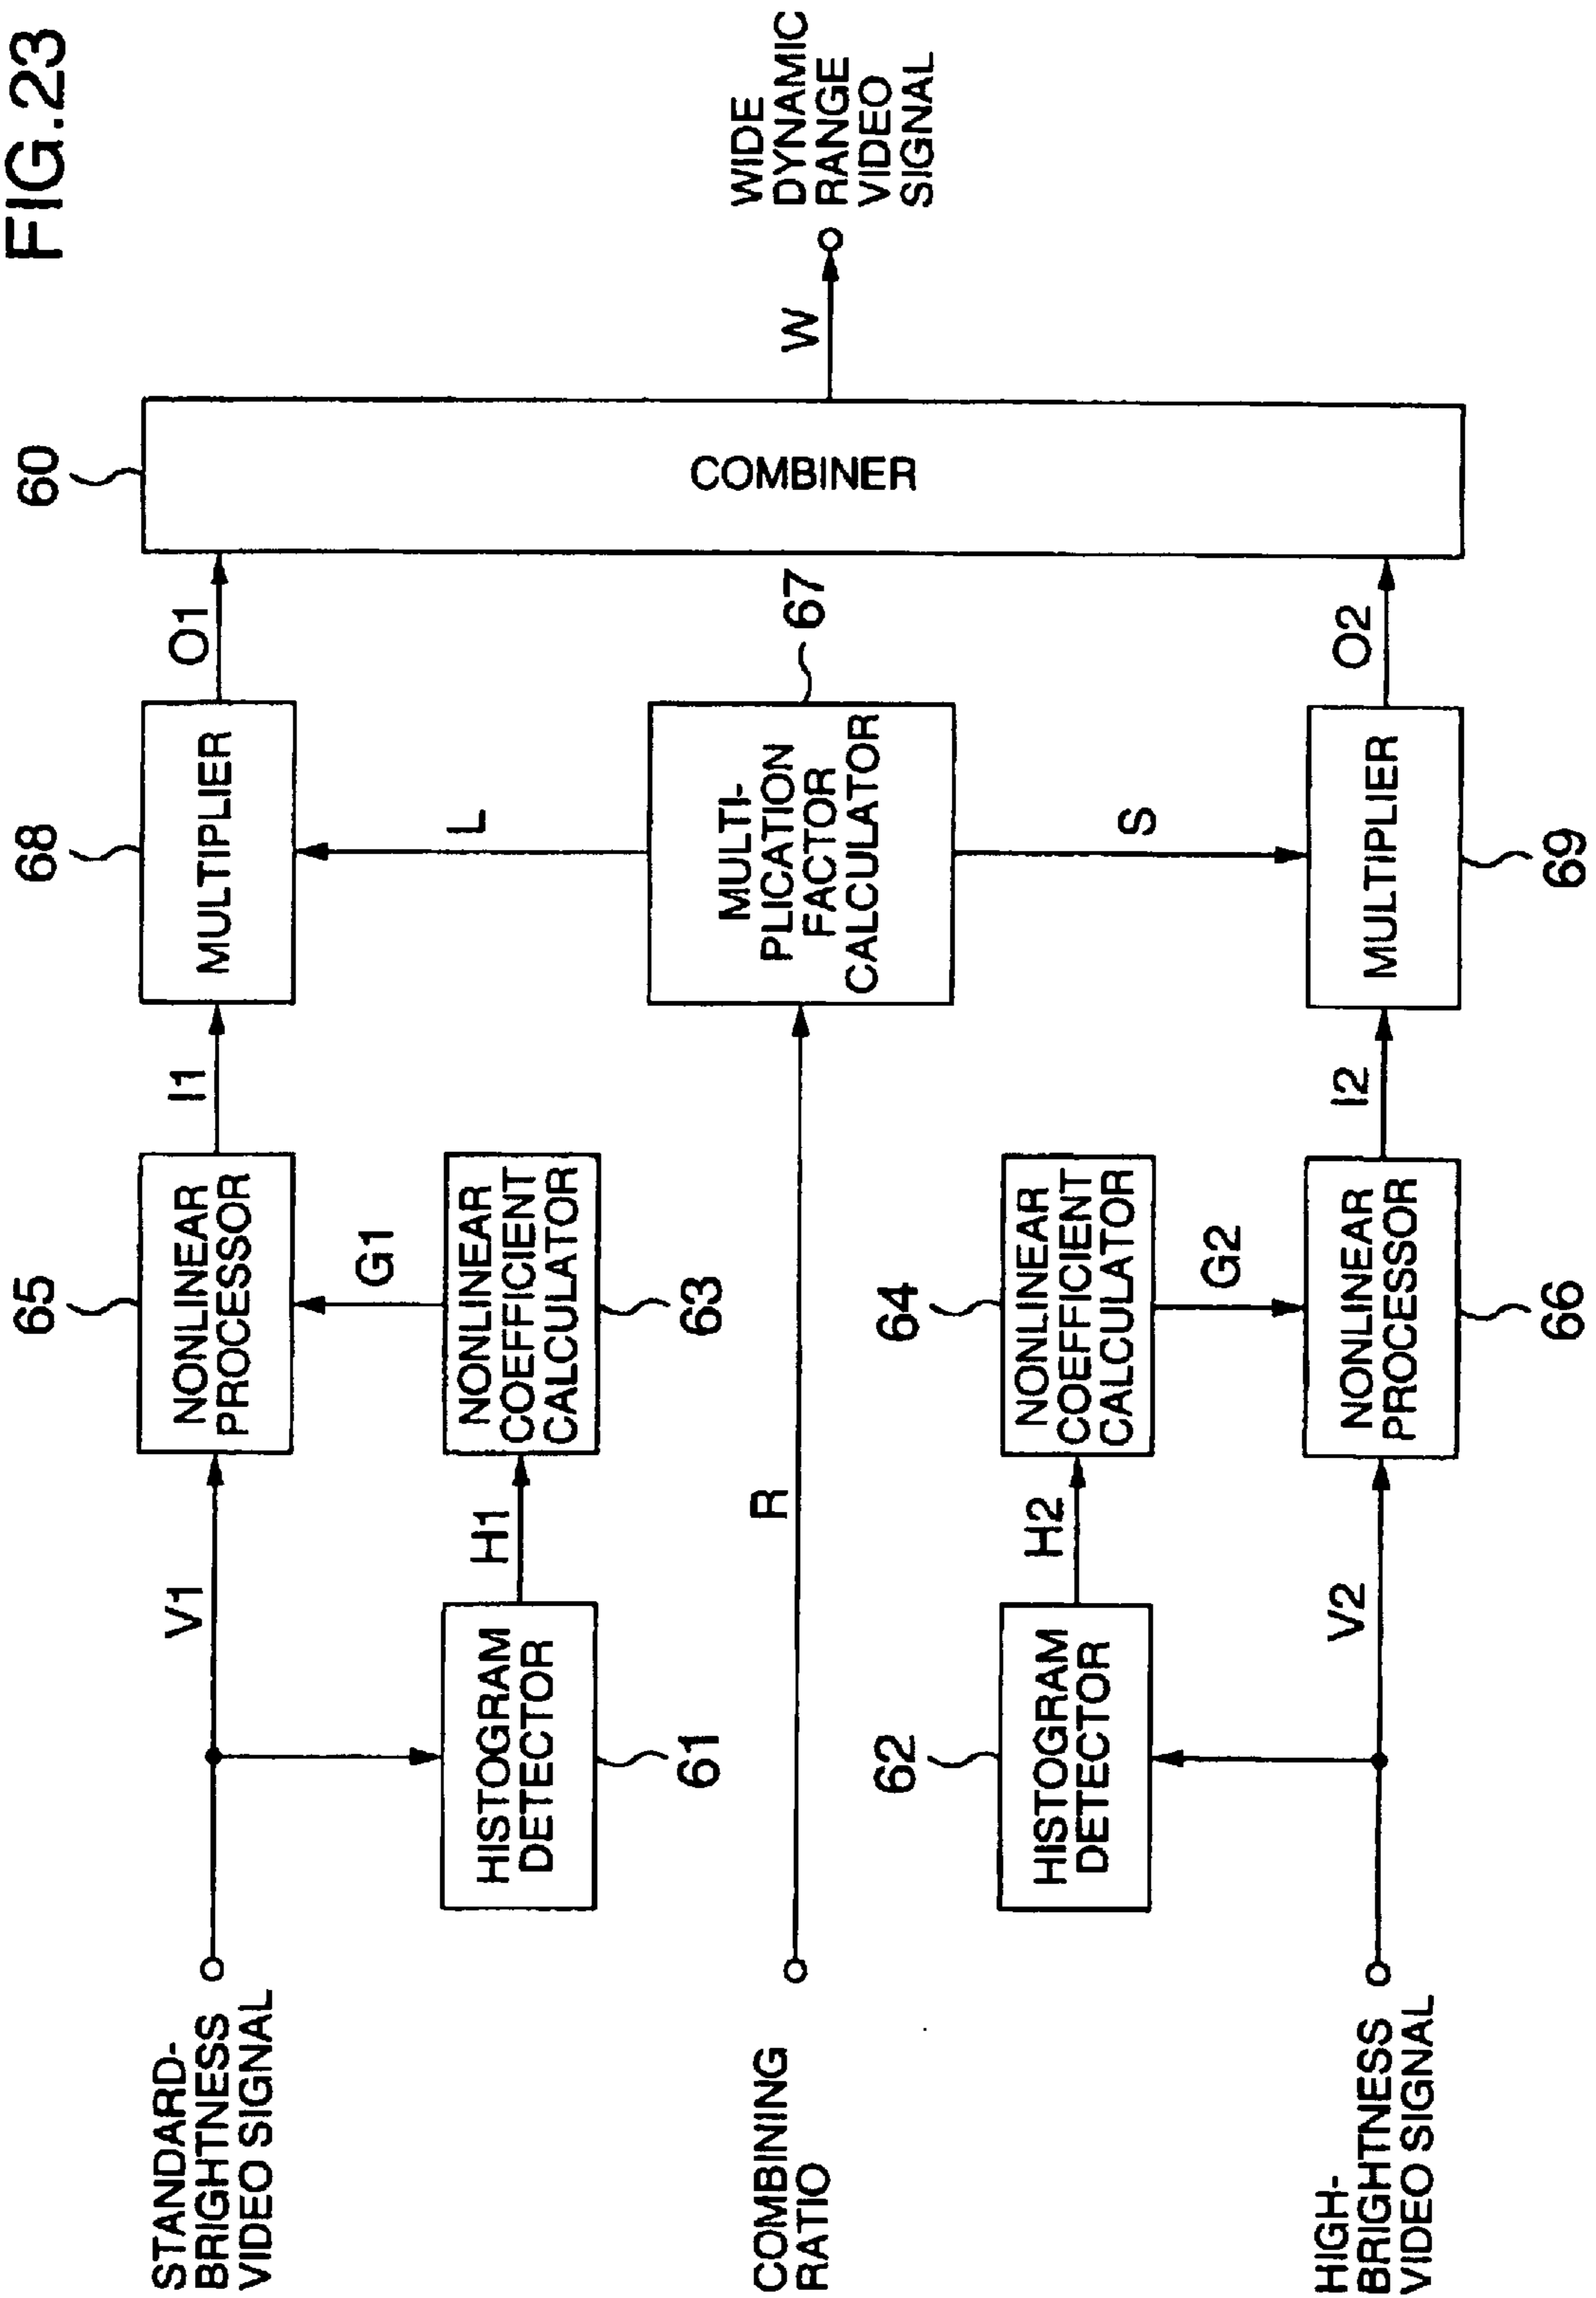 FIG.23
STANDARD-
BRIGHTNESS
VIDEO SIGNAL
V1
65
NONLINEAR
PROCESSOR
I1
68
MULTIPLIER
O1
60
COMBINER
W
WIDE
DYNAMIC
RANGE
VIDEO
SIGNAL
HISTOGRAM
DETECTOR
61
H1
NONLINEAR
COEFFICIENT
CALCULATOR
63
G1
L
COMBINING
RATIO
R
MULTI-
PLICATION
FACTOR
CALCULATOR
67
S
62
HISTOGRAM
DETECTOR
H2
64
NONLINEAR
COEFFICIENT
CALCULATOR
G2
HIGH-
BRIGHTNESS
VIDEO SIGNAL
V2
NONLINEAR
PROCESSOR
66
I2
MULTIPLIER
69
O2